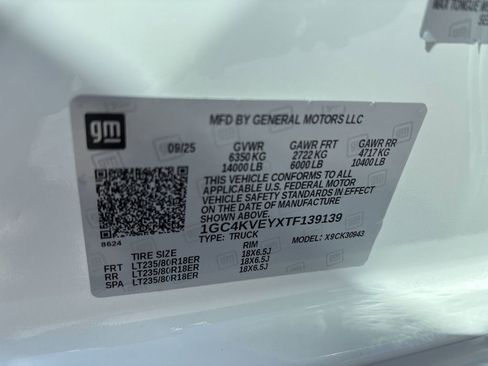 MAX TONGUE
gm
MFD BY GENERAL MOTORS LLC
09/25 GVWR GAWR FRT GAWR RR
6350 KG 2722 KG 4717 KG
14000 LB 6000 LB 10400 LB
THIS VEHICLE CONFORMS TO ALL
APPLICABLE U.S. FEDERAL MOTOR
VEHICLE SAFETY STANDARDS IN EFFECT
ON THE DATE OF MANUFACTURE
SHOWN ABOVE.
1GC4KVEYXTF139139
8624
TYPE: TRUCK MODEL: X9CK30943
TIRE SIZE RIM
FRT LT235/80R18ER 18X6.5J
RR LT235/80R18ER 18X6.5J
SPA LT235/80R18ER 18X6.5J